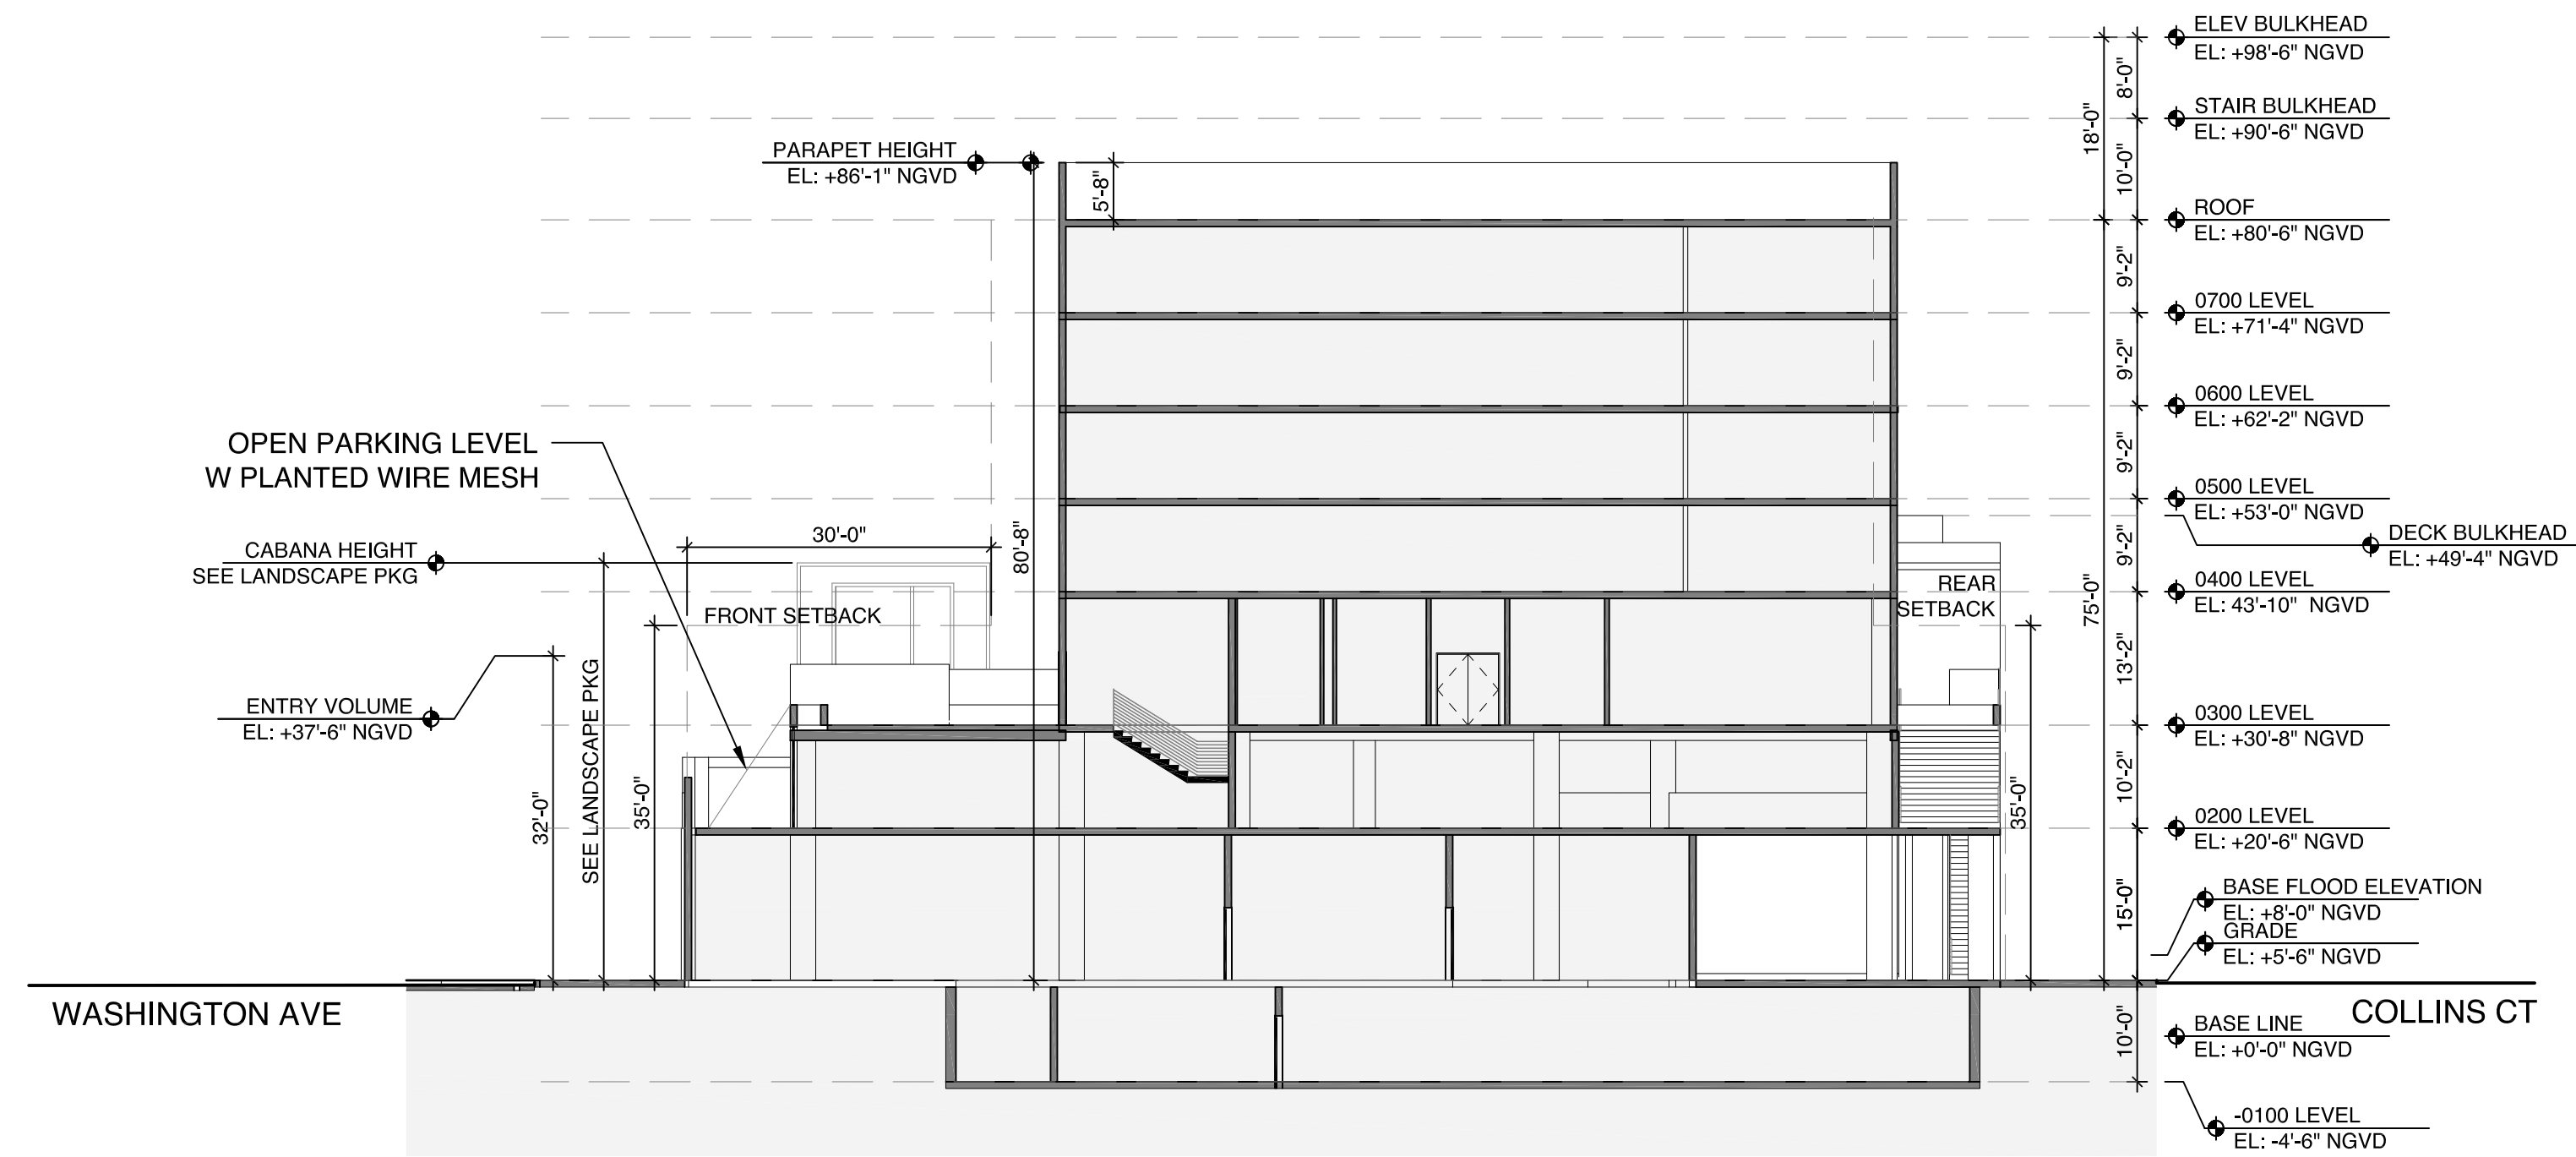 ELEV BULKHEAD
EL: +98'-6" NGVD
8'-0"
STAIR BULKHEAD
EL: +90'-6" NGVD
18'-0"
10'-0"
PARAPET HEIGHT
EL: +86'-1" NGVD
5'-8"
ROOF
EL: +80'-6" NGVD
9'-2"
0700 LEVEL
EL: +71'-4" NGVD
9'-2"
0600 LEVEL
EL: +62'-2" NGVD
9'-2"
OPEN PARKING LEVEL
W PLANTED WIRE MESH
0500 LEVEL
EL: +53'-0" NGVD
9'-2"
DECK BULKHEAD
EL: +49'-4" NGVD
30'-0"
80'-8"
CABANA HEIGHT
SEE LANDSCAPE PKG
0400 LEVEL
EL: 43'-10" NGVD
75'-0"
REAR
SETBACK
FRONT SETBACK
13'-2"
ENTRY VOLUME
EL: +37'-6" NGVD
0300 LEVEL
EL: +30'-8" NGVD
32'-0"
SEE LANDSCAPE PKG
35'-0"
35'-0"
10'-2"
0200 LEVEL
EL: +20'-6" NGVD
15'-0"
BASE FLOOD ELEVATION
EL: +8'-0" NGVD
GRADE
EL: +5'-6" NGVD
WASHINGTON AVE
COLLINS CT
10'-0"
BASE LINE
EL: +0'-0" NGVD
-0100 LEVEL
EL: -4'-6" NGVD